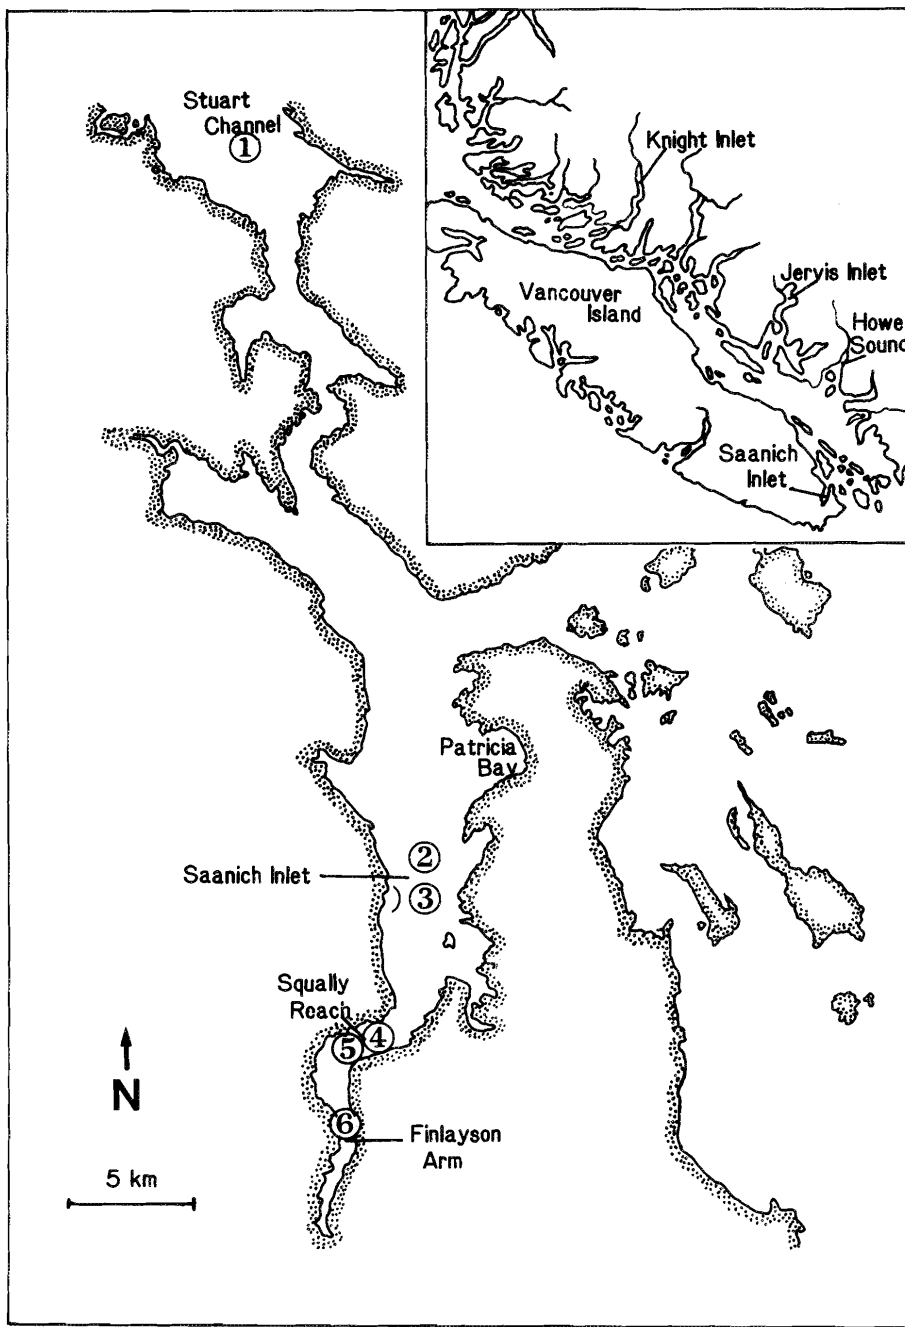 Stuart
Channel
①
Knight Inlet
Jervis Inlet
Vancouver
Island
Howe
Sound
Saanich
Inlet
Patricia
Bay
②
Saanich Inlet
③
Squally
Reach
④
⑤
N
⑥
Finlayson
Arm
5 km